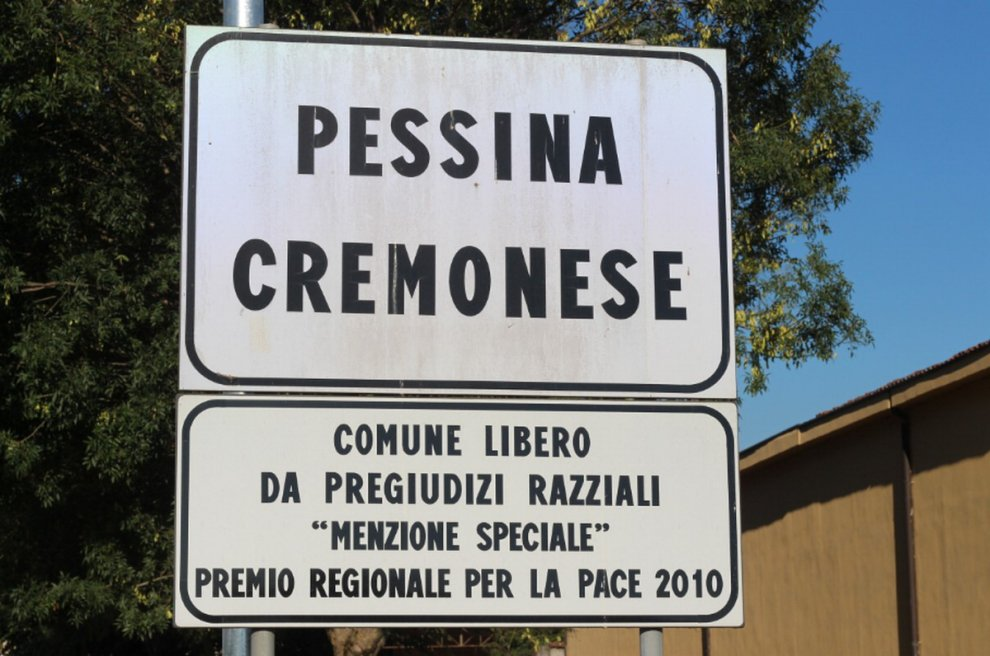 PESSINA
CREMONESE
COMUNE LIBERO
DA PREGIUDIZI RAZZIALI
“MENZIONE SPECIALE”
PREMIO REGIONALE PER LA PACE 2010